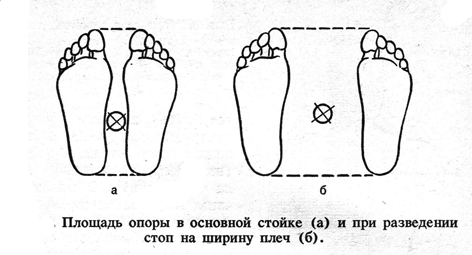 а
б
Площадь опоры в основной стойке (а) и при разведении
стоп на ширину плеч (б).